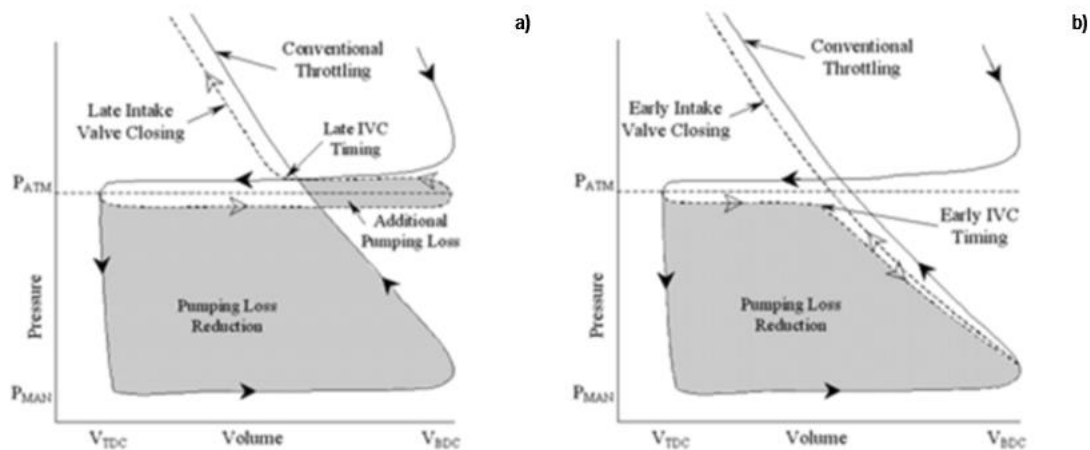 a)
Conventional
Throttling
Late Intake
Valve Closing
Late IVC
Timing
PATM
Additional
Pumping Loss
Pumping Loss
Reduction
Pressure
PMAN
VTDC
Volume
VBDC
b)
Conventional
Throttling
Early Intake
Valve Closing
PATM
Early IVC
Timing
Pumping Loss
Reduction
Pressure
PMAN
VTDC
Volume
VBDC